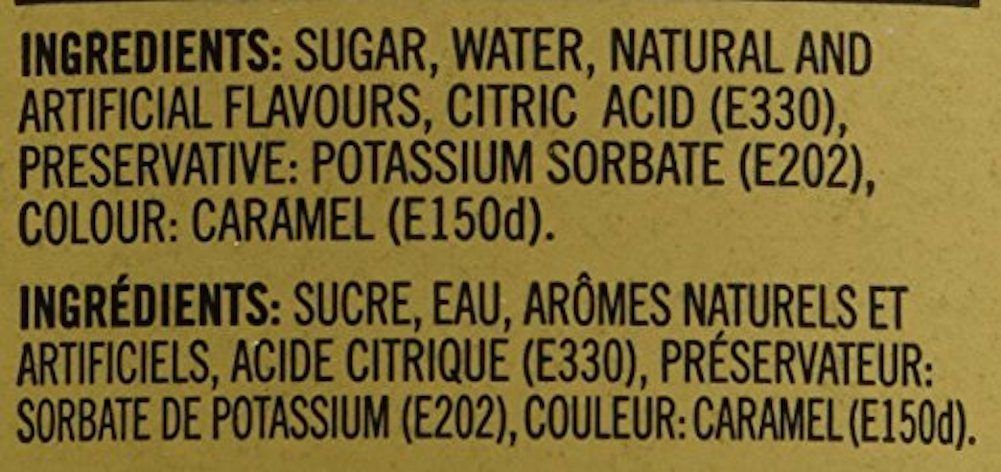 INGREDIENTS: SUGAR, WATER, NATURAL AND
ARTIFICIAL FLAVOURS, CITRIC ACID (E330),
PRESERVATIVE: POTASSIUM SORBATE (E202),
COLOUR: CARAMEL (E150d).
INGRÉDIENTS: SUCRE, EAU, ARÔMES NATURELS ET
ARTIFICIELS, ACIDE CITRIQUE (E330), PRÉSERVATEUR:
SORBATE DE POTASSIUM (E202), COULEUR: CARAMEL (E150d).